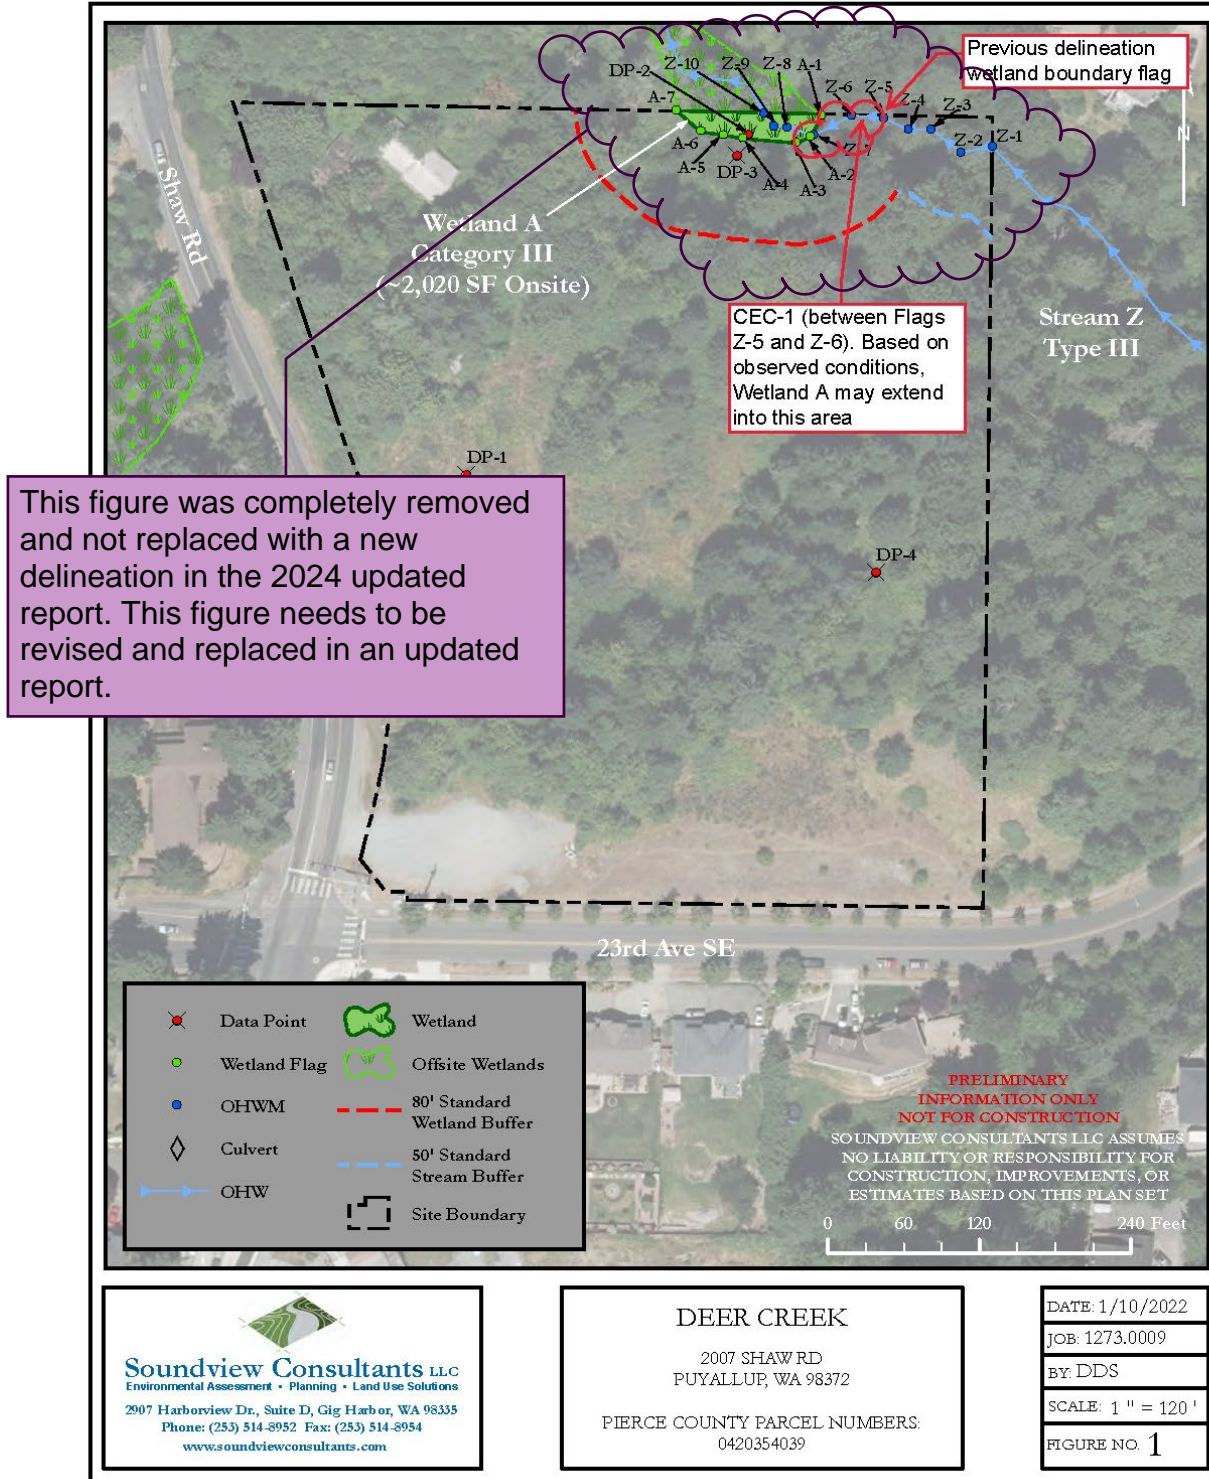 Previous delineation
wetland boundary flag
Z-10
Z-9
Z-8
A-1
DP-2
Z-6
Z-5
Z-4
Z-3
A-7
Z-2
Z-1
N
A-6
A-5
DP-3
A-4
A-3
A-2
Z-7
Shaw Rd
Wetland A
Category III
(~2,020 SF Onsite)
CEC-1 (between Flags
Z-5 and Z-6). Based on
observed conditions,
Wetland A may extend
into this area
Stream Z
Type III
DP-1
This figure was completely removed
and not replaced with a new
delineation in the 2024 updated
report. This figure needs to be
revised and replaced in an updated
report.
DP-4
23rd Ave SE
Data Point
Wetland
Wetland Flag
Offsite Wetlands
OHWM
80' Standard
Wetland Buffer
Culvert
50' Standard
Stream Buffer
OHW
Site Boundary
PRELIMINARY
INFORMATION ONLY
NOT FOR CONSTRUCTION
SOUNDVIEW CONSULTANTS LLC ASSUMES
NO LIABILITY OR RESPONSIBILITY FOR
CONSTRUCTION, IMPROVEMENTS, OR
ESTIMATES BASED ON THIS PLAN SET
0 60 120 240 Feet
Soundview Consultants LLC
Environmental Assessment • Planning • Land Use Solutions
2907 Harborview Dr., Suite D, Gig Harbor, WA 98335
Phone: (253) 514-8952 Fax: (253) 514-8954
www.soundviewconsultants.com
DEER CREEK
2007 SHAW RD
PUYALLUP, WA 98372
PIERCE COUNTY PARCEL NUMBERS:
0420354039
DATE: 1/10/2022
JOB: 1273.0009
BY: DDS
SCALE: 1 " = 120 '
FIGURE NO. 1